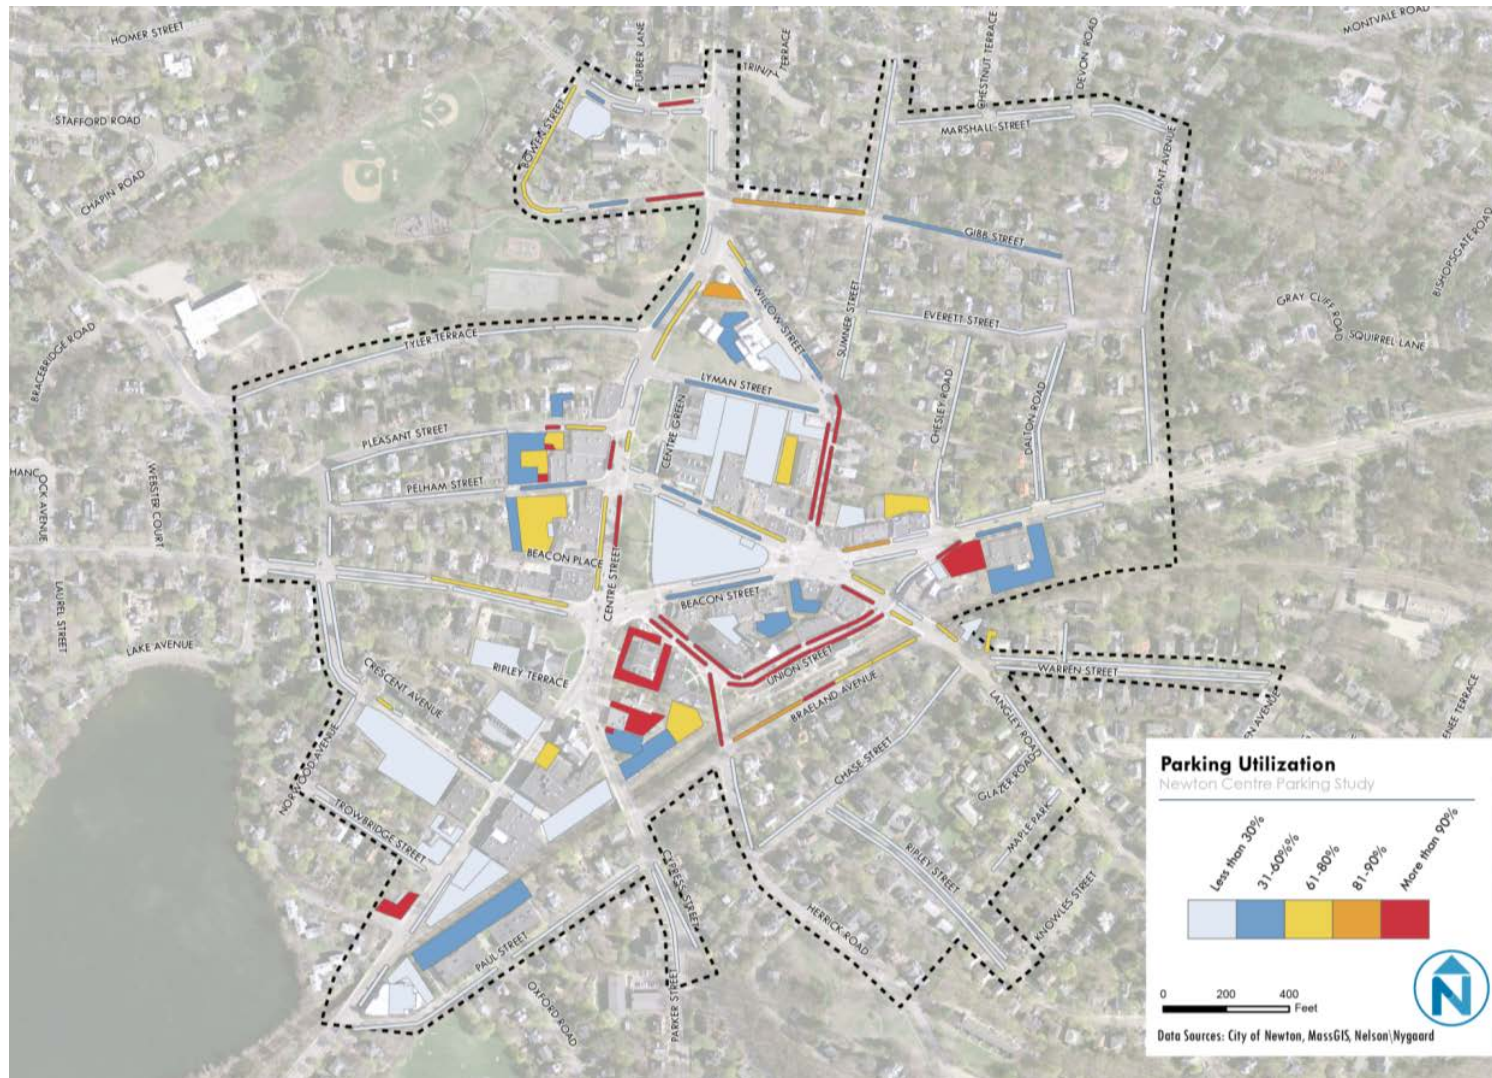 HOMER STREET
FURBER LANE
TRINITY TERRACE
CHESTNUT TERRACE
DEVON ROAD
MONTVALE ROAD
STAFFORD ROAD
BOWEN STREET
MARSHALL STREET
CHAPIN ROAD
GRANT AVENUE
GIBB STREET
BISHOPSGATE ROAD
WILLOW STREET
SUMNER STREET
EVERETT STREET
GRAY CLIFF ROAD
SQUIRREL LANE
BRACEBRIDGE ROAD
TYLER TERRACE
LYMAN STREET
CENTRE GREEN
CHESLEY ROAD
DALTON ROAD
PLEASANT STREET
HANC
OCK AVENUE
WEBSTER COURT
PELHAM STREET
BEACON PLACE
CENTRE STREET
BEACON STREET
LAUREL STREET
LAKE AVENUE
CRESCENT AVENUE
RIPLEY TERRACE
UNION STREET
BRAELAND AVENUE
WARREN STREET
EN AVENUE
ENEE TERRACE
LANGLEY ROAD
NORWOOD AVENUE
CHASE STREET
GLAZER ROAD
TROWBRIDGE STREET
MAPLE PARK
RIPLEY STREET
CYPRESS STREET
HERRICK ROAD
KNOWLES STREET
PAUL STREET
OXFORD ROAD
PARKER STREET
Parking Utilization
Newton Centre Parking Study
Less than 30%
31-60%%
61-80%
81-90%
More than 90%
0 200 400
Feet
N
Data Sources: City of Newton, MassGIS, Nelson\Nygaard